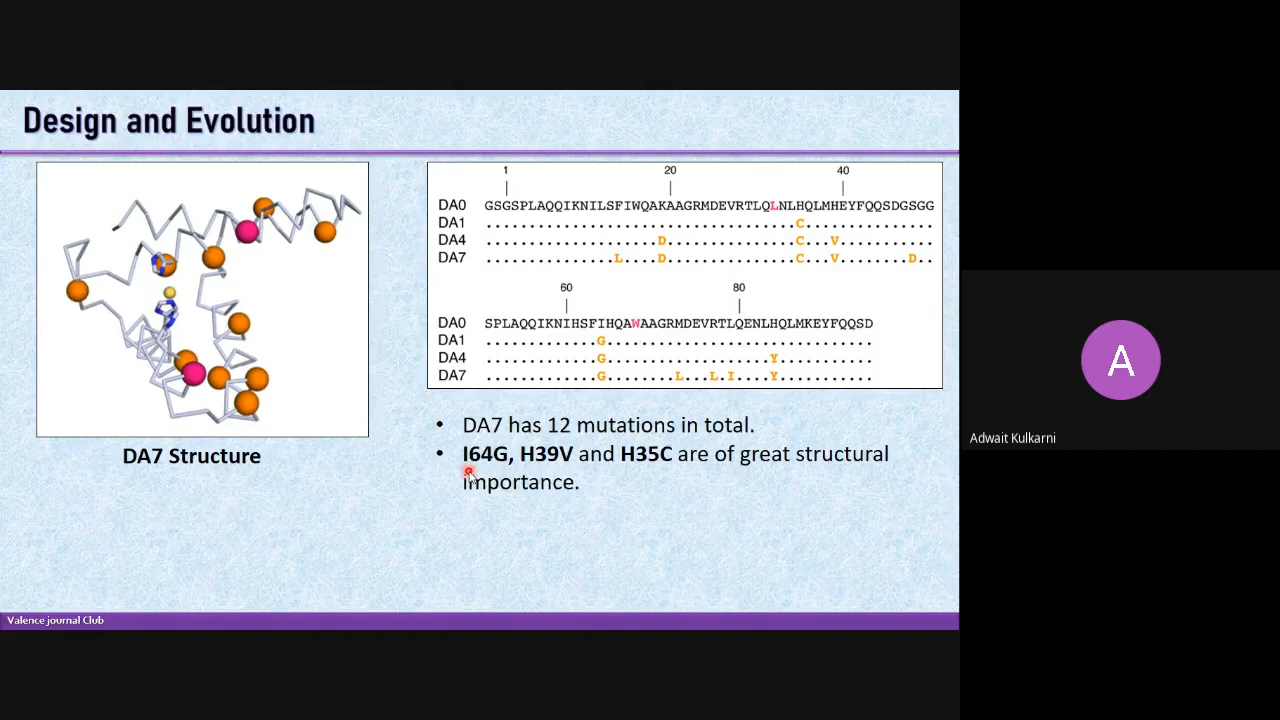 Design and Evolution
1 20 40
DA0 GSGSPLAQQIKNILSFIWQAKAAGRMDEVRTLQLNLHQLMHEYFQQSDGSGG
DA1 ....................................C...............
DA4 ....................D...............C...V...........
DA7 ...............L....D...............C...V........D..
60 80
DA0 SPLAQQIKNIHSFIHQAWAAGRMDEVRTLQENLHQLMKEYFQQSD
DA1 .............G...............................
DA4 .............G...................Y...........
DA7 .............G........L...L.I....Y...........
DA7 Structure
• DA7 has 12 mutations in total.
• I64G, H39V and H35C are of great structural
importance.
Valence journal Club
A
Adwait Kulkarni